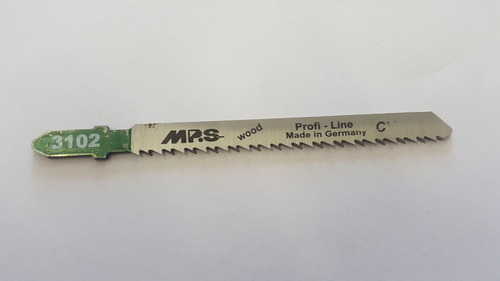 3102
MPS
wood
Profi - Line
Made in Germany
C